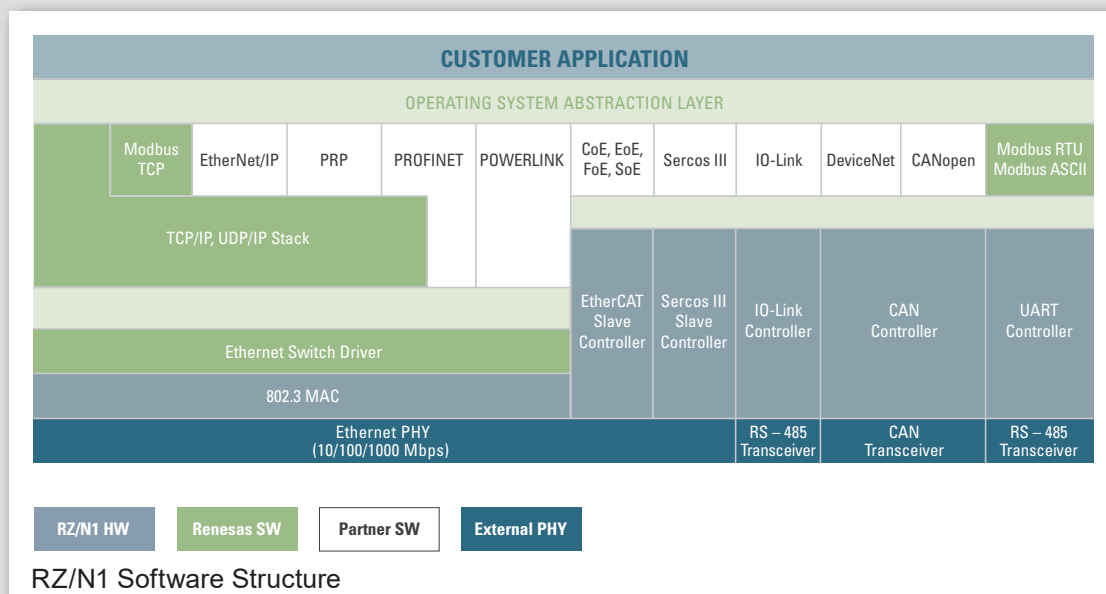 CUSTOMER APPLICATION
OPERATING SYSTEM ABSTRACTION LAYER
Modbus
TCP
EtherNet/IP
PRP
PROFINET
POWERLINK
CoE, EoE,
FoE, SoE
Sercos III
IO-Link
DeviceNet
CANopen
Modbus RTU
Modbus ASCII
TCP/IP, UDP/IP Stack
EtherCAT
Slave
Controller
Sercos III
Slave
Controller
IO-Link
Controller
CAN
Controller
UART
Controller
Ethernet Switch Driver
802.3 MAC
Ethernet PHY
(10/100/1000 Mbps)
RS – 485
Transceiver
CAN
Transceiver
RS – 485
Transceiver
RZ/N1 HW
Renesas SW
Partner SW
External PHY
RZ/N1 Software Structure